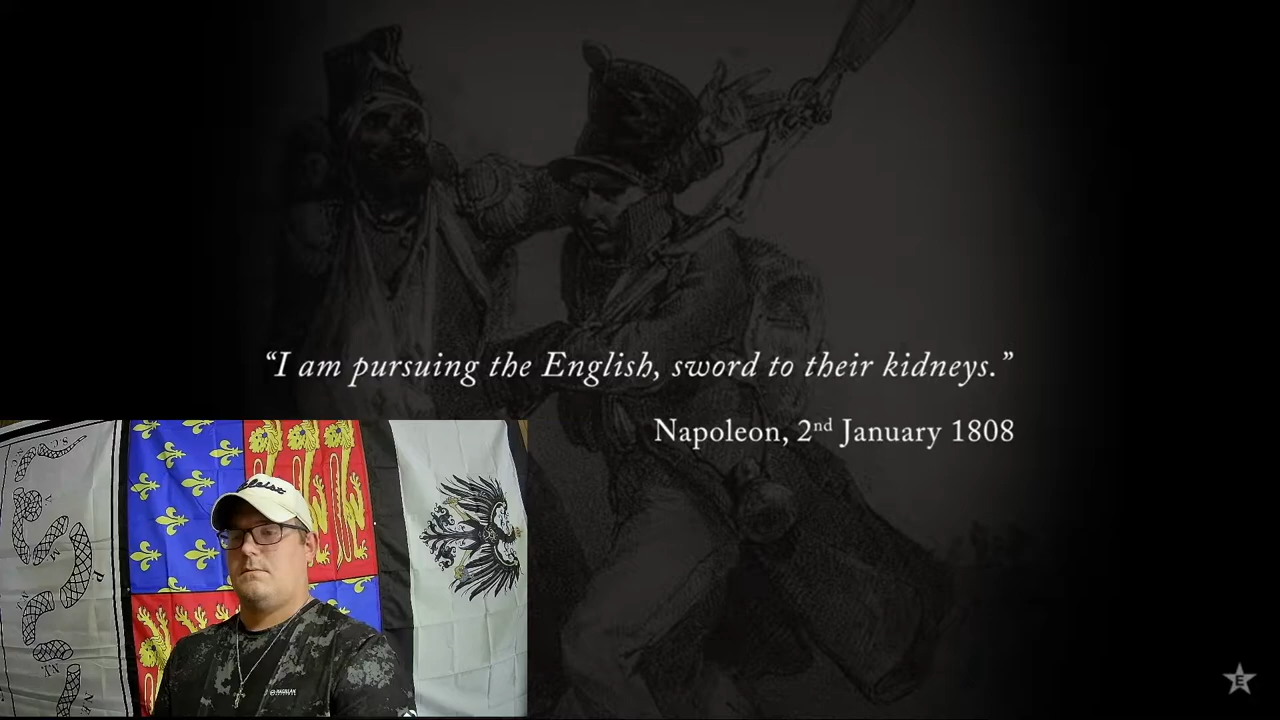 “I am pursuing the English, sword to their kidneys.”
Napoleon, 2nd January 1808
S.C.
N.C.
V.
M.
P.
N.Y.
N.E.
E